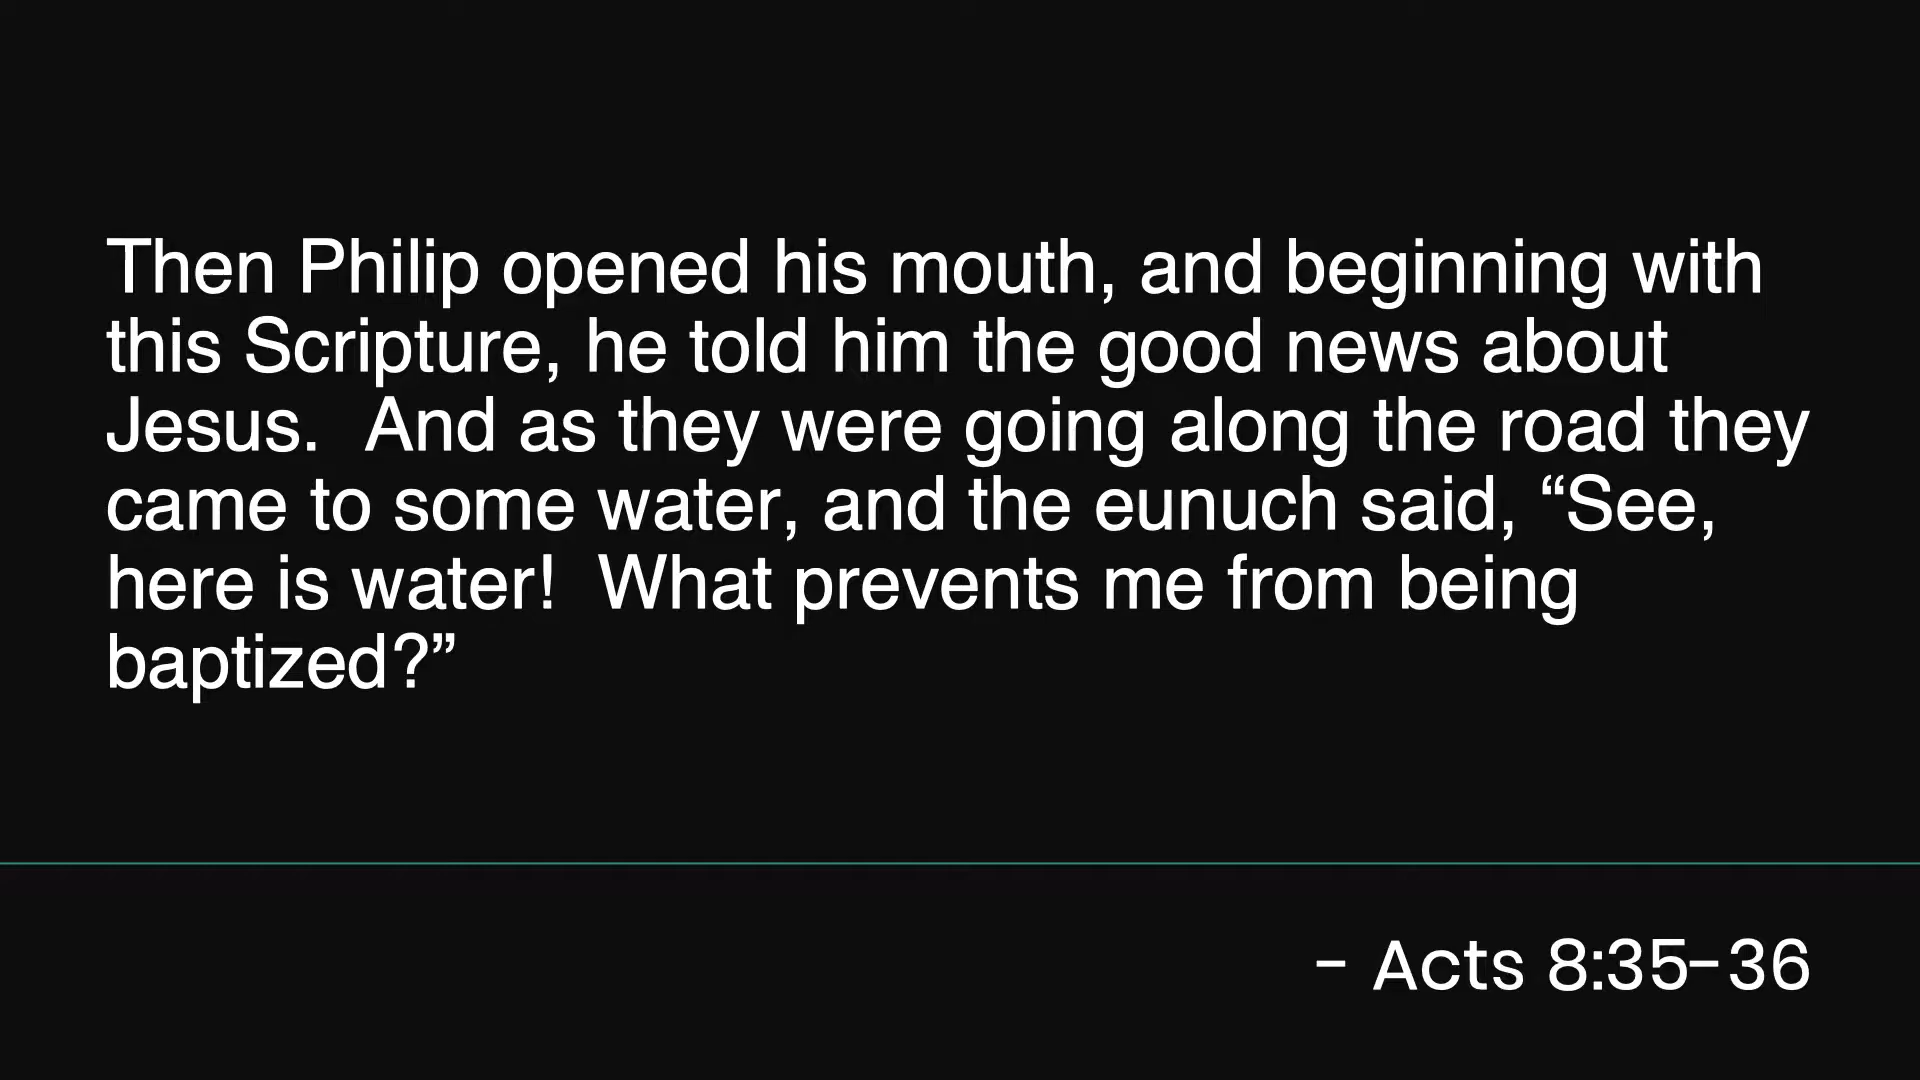 Then Philip opened his mouth, and beginning with
this Scripture, he told him the good news about
Jesus.  And as they were going along the road they
came to some water, and the eunuch said, “See,
here is water!  What prevents me from being
baptized?”
- Acts 8:35-36